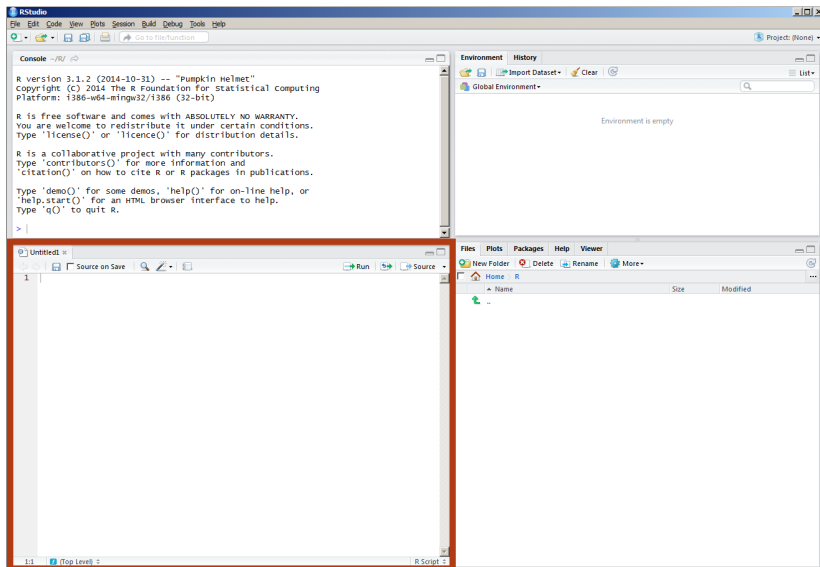 RStudio
File Edit Code View Plots Session Build Debug Tools Help
Go to file/function
Project: (None)
Console ~/R/
R version 3.1.2 (2014-10-31) -- "Pumpkin Helmet"
Copyright (C) 2014 The R Foundation for Statistical Computing
Platform: i386-w64-mingw32/i386 (32-bit)
R is free software and comes with ABSOLUTELY NO WARRANTY.
You are welcome to redistribute it under certain conditions.
Type 'license()' or 'licence()' for distribution details.
R is a collaborative project with many contributors.
Type 'contributors()' for more information and
'citation()' on how to cite R or R packages in publications.
Type 'demo()' for some demos, 'help()' for on-line help, or
'help.start()' for an HTML browser interface to help.
Type 'q()' to quit R.
>
Environment History
Import Dataset Clear List
Global Environment
Environment is empty
Untitled1
Source on Save Run Source
1
1:1 (Top Level) R Script
Files Plots Packages Help Viewer
New Folder Delete Rename More
Home R
Name Size Modified
..